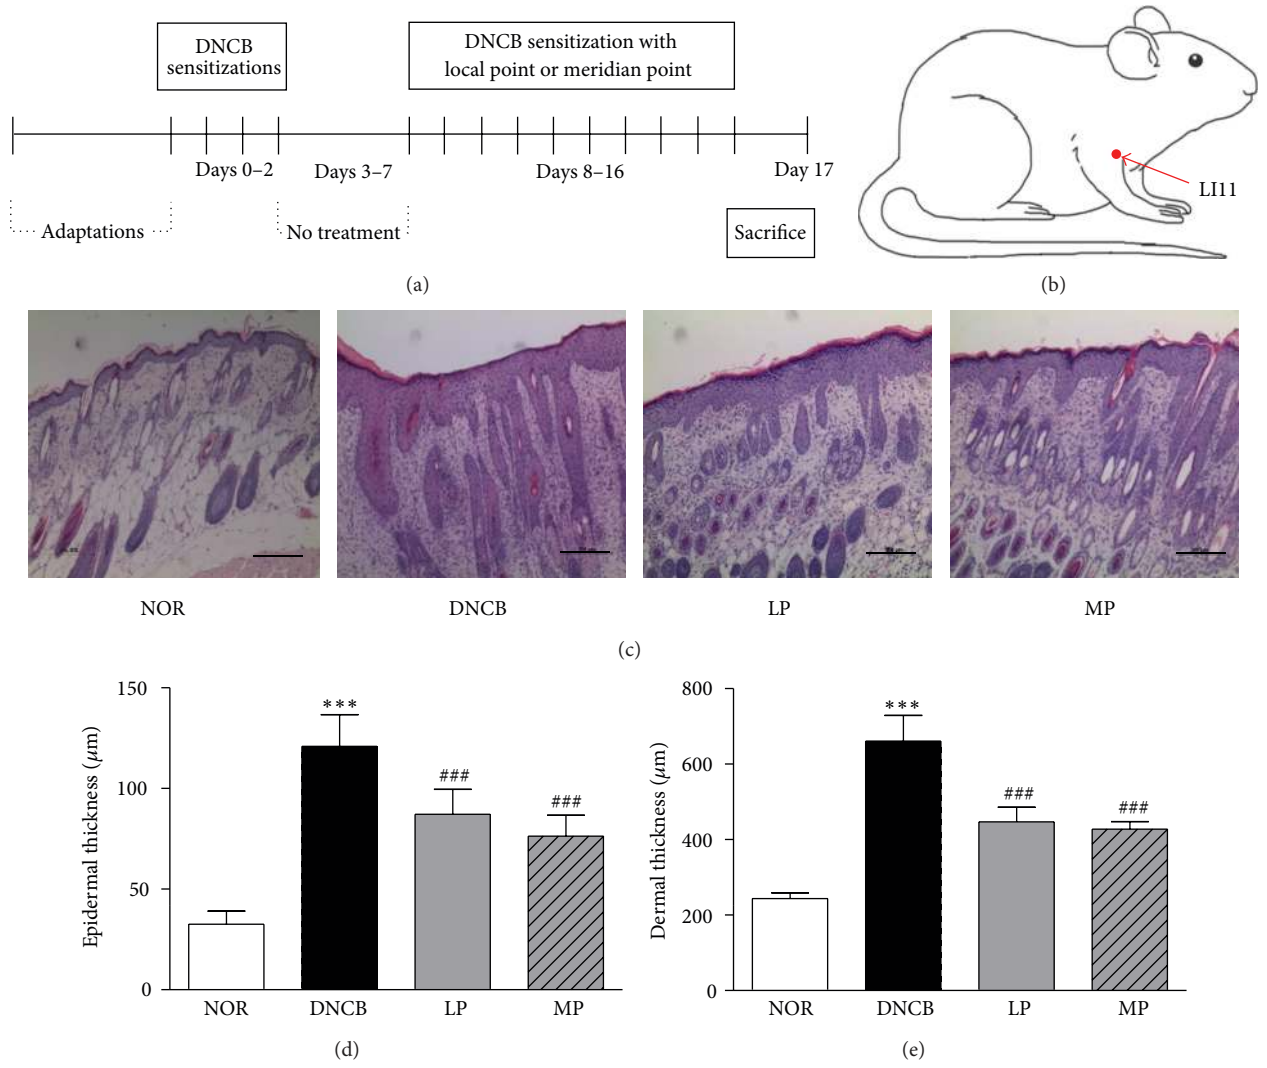 DNCB
sensitizations
DNCB sensitization with
local point or meridian point
Days 0–2
Days 3–7
Days 8–16
Day 17
Adaptations
No treatment
Sacrifice
(a)
LI11
(b)
NOR
DNCB
LP
MP
(c)
Epidermal thickness (μm)
150
100
50
0
***
###
###
NOR
DNCB
LP
MP
(d)
Dermal thickness (μm)
800
600
400
200
0
***
###
###
NOR
DNCB
LP
MP
(e)